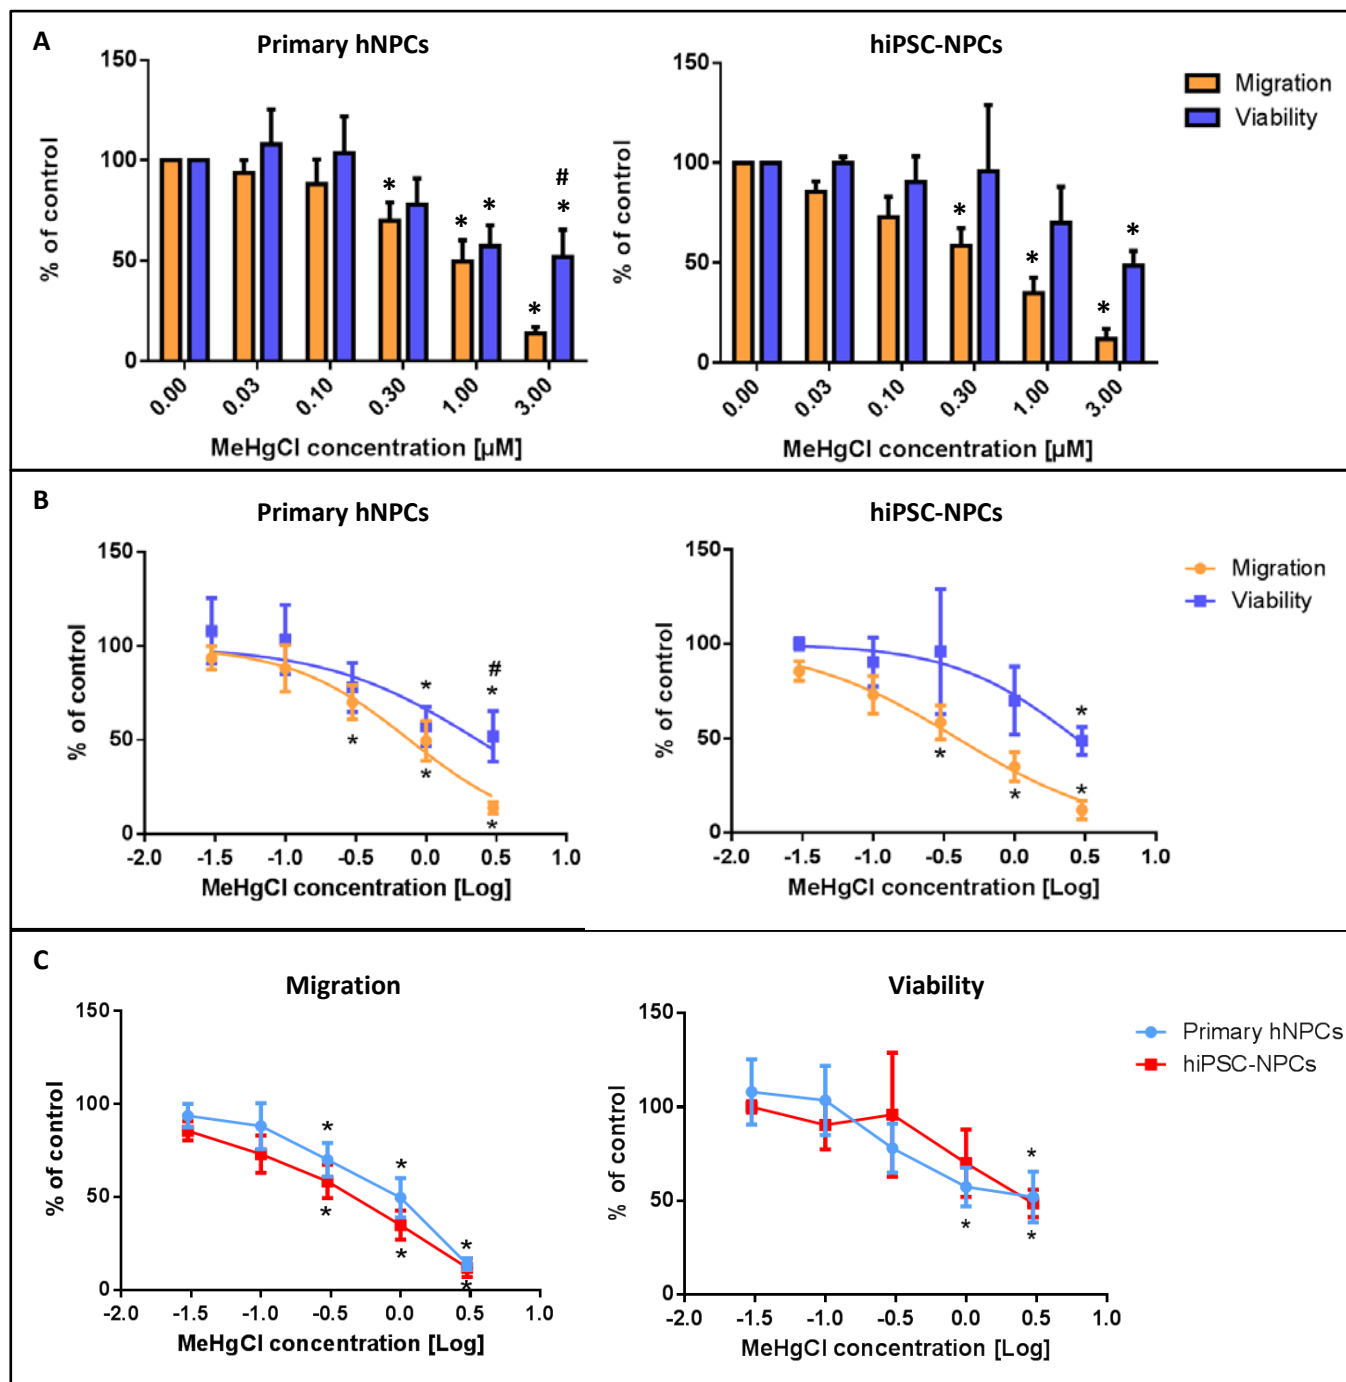 A
Primary hNPCs
hiPSC-NPCs
150
100
50
0
% of control
* * * # * *
0.00 0.03 0.10 0.30 1.00 3.00
MeHgCl concentration [µM]
150
100
50
0
% of control
* * * *
0.00 0.03 0.10 0.30 1.00 3.00
MeHgCl concentration [µM]
Migration
Viability
B
Primary hNPCs
hiPSC-NPCs
150
100
50
0
% of control
* # * * * *
-2.0 -1.5 -1.0 -0.5 0.0 0.5 1.0
MeHgCl concentration [Log]
150
100
50
0
% of control
* * * *
-2.0 -1.5 -1.0 -0.5 0.0 0.5 1.0
MeHgCl concentration [Log]
Migration
Viability
C
Migration
Viability
150
100
50
0
% of control
* * * * * *
-2.0 -1.5 -1.0 -0.5 0.0 0.5 1.0
MeHgCl concentration [Log]
150
100
50
0
% of control
* * *
-2.0 -1.5 -1.0 -0.5 0.0 0.5 1.0
MeHgCl concentration [Log]
Primary hNPCs
hiPSC-NPCs